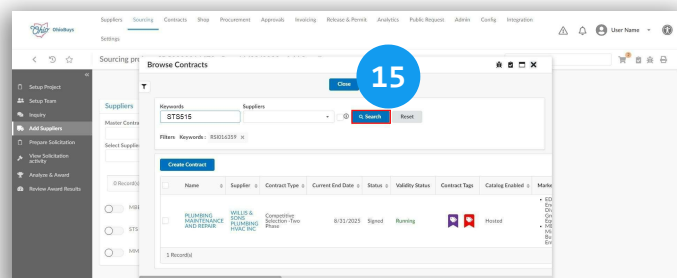 Suppliers Sourcing Contracts Shop Procurement Approvals Invoicing Release & Permit Analytics Public Request Admin Config Integration
Settings
Ohio OhioBuys
User Name
Sourcing pr
Browse Contracts
15
Close
Setup Project
Setup Team
Inquiry
Add Suppliers
Prepare Solicitation
View Solicitation
activity
Analyze & Award
Review Award Results
Suppliers
Master Contra
Select Supplie
0 Record(s)
MBE
STS
MM
Keywords Suppliers
STS515
Search Reset
Filters Keywords : RSI016359 ×
Create Contract
Name Supplier Contract Type Current End Date Status Validity Status Contract Tags Catalog Enabled Marke
PLUMBING
MAINTENANCE
AND REPAIR
WILLIS &
SONS
PLUMBING
HVAC INC
Competitive
Selection -Two
Phase
8/31/2025 Signed Running Hosted
1 Record(s)